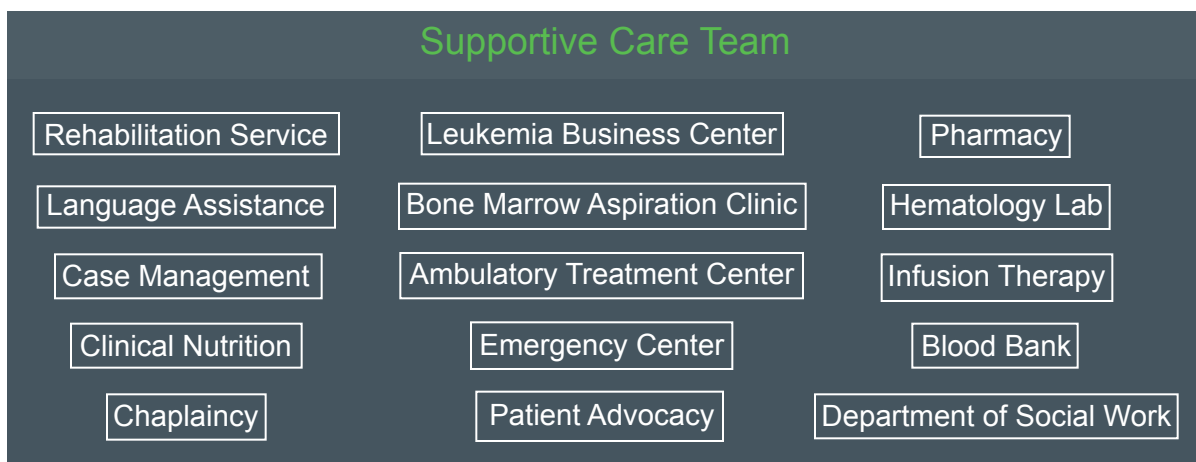 Supportive Care Team
Rehabilitation Service
Leukemia Business Center
Pharmacy
Language Assistance
Bone Marrow Aspiration Clinic
Hematology Lab
Case Management
Ambulatory Treatment Center
Infusion Therapy
Clinical Nutrition
Emergency Center
Blood Bank
Chaplaincy
Patient Advocacy
Department of Social Work